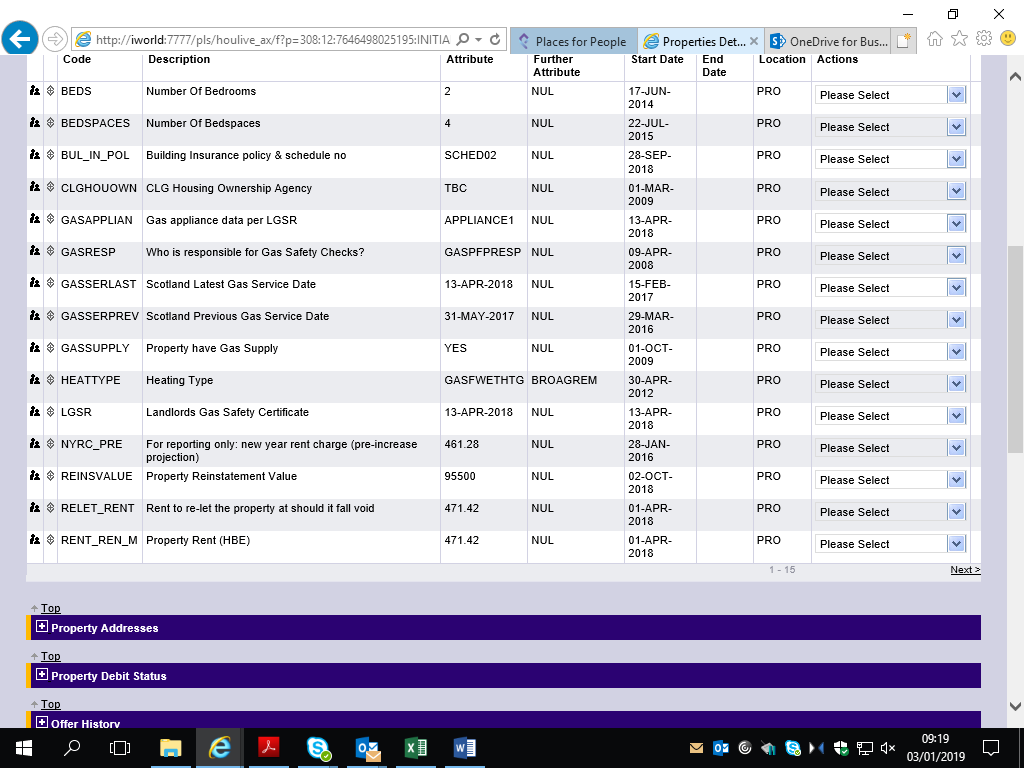 http://iworld:7777/pls/houlive_ax/f?p=308:12:7646498025195:INITIA
Places for People
Properties Det...
OneDrive for Bus...
Code Description Attribute Further Attribute Start Date End Date Location Actions
BEDS Number Of Bedrooms 2 NUL 17-JUN-2014 PRO Please Select
BEDSPACES Number Of Bedspaces 4 NUL 22-JUL-2015 PRO Please Select
BUL_IN_POL Building Insurance policy & schedule no SCHED02 NUL 28-SEP-2018 PRO Please Select
CLGHOUOWN CLG Housing Ownership Agency TBC NUL 01-MAR-2009 PRO Please Select
GASAPPLIAN Gas appliance data per LGSR APPLIANCE1 NUL 13-APR-2018 PRO Please Select
GASRESP Who is responsible for Gas Safety Checks? GASPFPRESP NUL 09-APR-2008 PRO Please Select
GASSERLAST Scotland Latest Gas Service Date 13-APR-2018 NUL 15-FEB-2017 PRO Please Select
GASSERPREV Scotland Previous Gas Service Date 31-MAY-2017 NUL 29-MAR-2016 PRO Please Select
GASSUPPLY Property have Gas Supply YES NUL 01-OCT-2009 PRO Please Select
HEATTYPE Heating Type GASFWETHTG BROAGREM 30-APR-2012 PRO Please Select
LGSR Landlords Gas Safety Certificate 13-APR-2018 NUL 13-APR-2018 PRO Please Select
NYRC_PRE For reporting only: new year rent charge (pre-increase projection) 461.28 NUL 28-JAN-2016 PRO Please Select
REINSVALUE Property Reinstatement Value 95500 NUL 02-OCT-2018 PRO Please Select
RELET_RENT Rent to re-let the property at should it fall void 471.42 NUL 01-APR-2018 PRO Please Select
RENT_REN_M Property Rent (HBE) 471.42 NUL 01-APR-2018 PRO Please Select
1 - 15 Next >
Top
Property Addresses
Top
Property Debit Status
Top
Offer History
09:19
03/01/2019